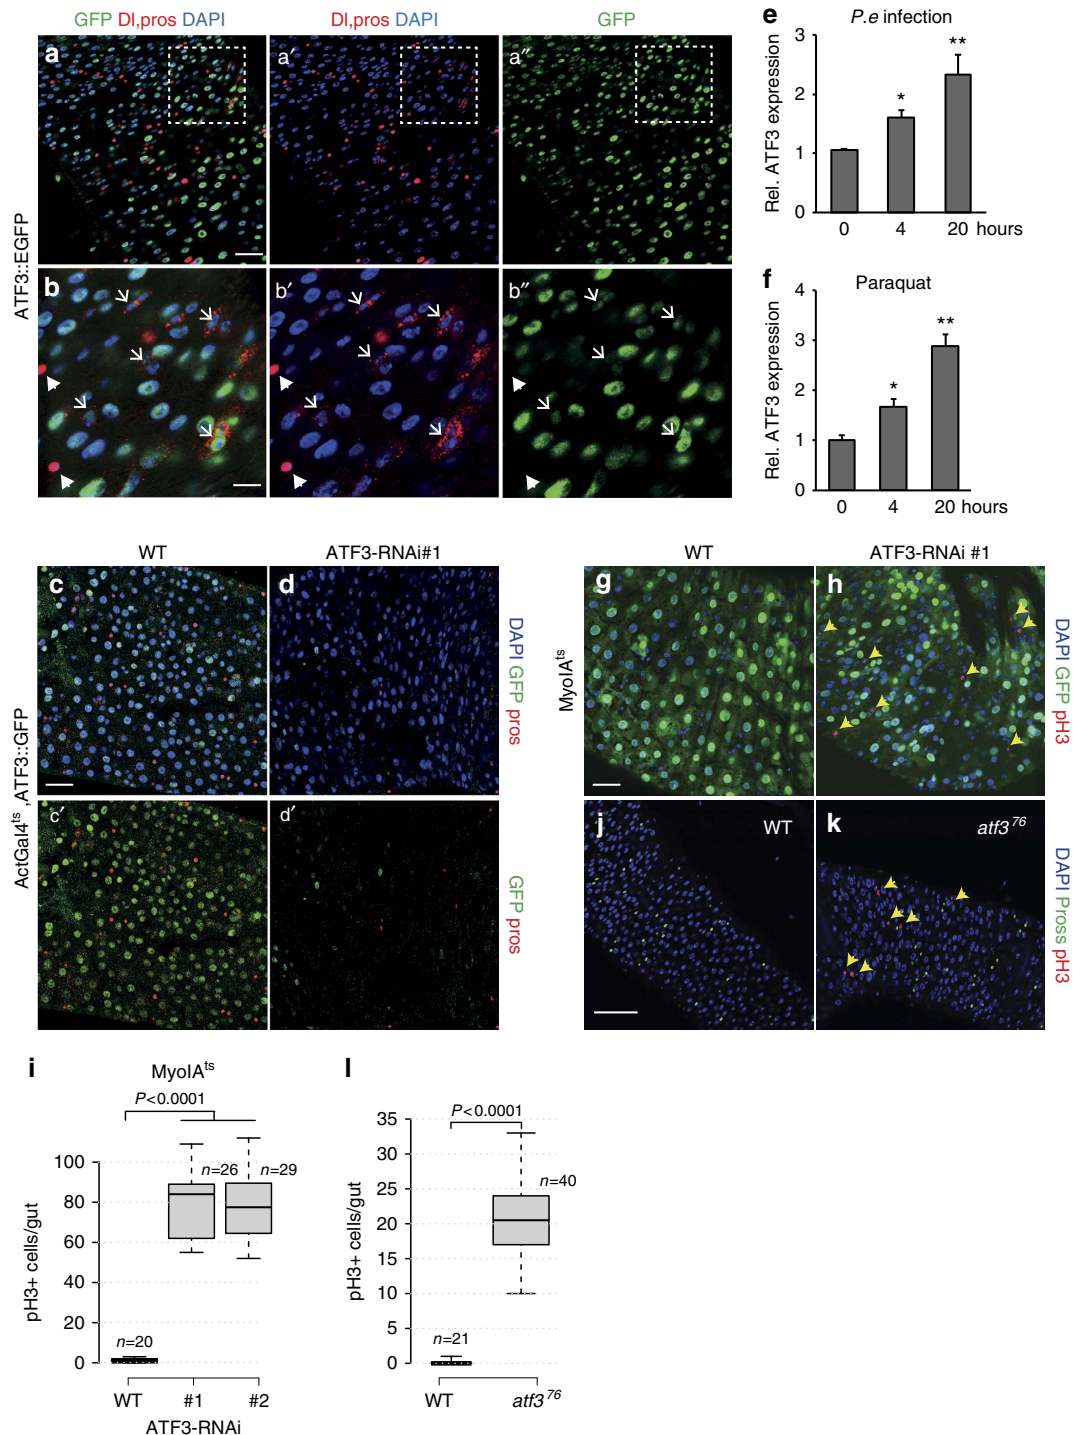 GFP Dl,pros DAPI
Dl,pros DAPI
GFP
ATF3::EGFP
a
a′
a″
b
b′
b″
e
P.e infection
Rel. ATF3 expression
3
2
1
0
*
**
0 4 20 hours
f
Paraquat
Rel. ATF3 expression
4
3
2
1
0
*
**
0 4 20 hours
WT
ATF3-RNAi#1
ActGal4ts,ATF3::GFP
c
d
DAPI GFP pros
c′
d′
GFP pros
WT
ATF3-RNAi #1
MyoIAts
g
h
DAPI GFP pH3
j
WT
k
atf3 76
DAPI Pross pH3
i
MyoIAts
P<0.0001
pH3+ cells/gut
100
80
60
40
20
0
n=20
n=26
n=29
WT #1 #2
ATF3-RNAi
l
P<0.0001
pH3+ cells/gut
35
30
25
20
15
10
5
0
n=21
n=40
WT
atf3 76